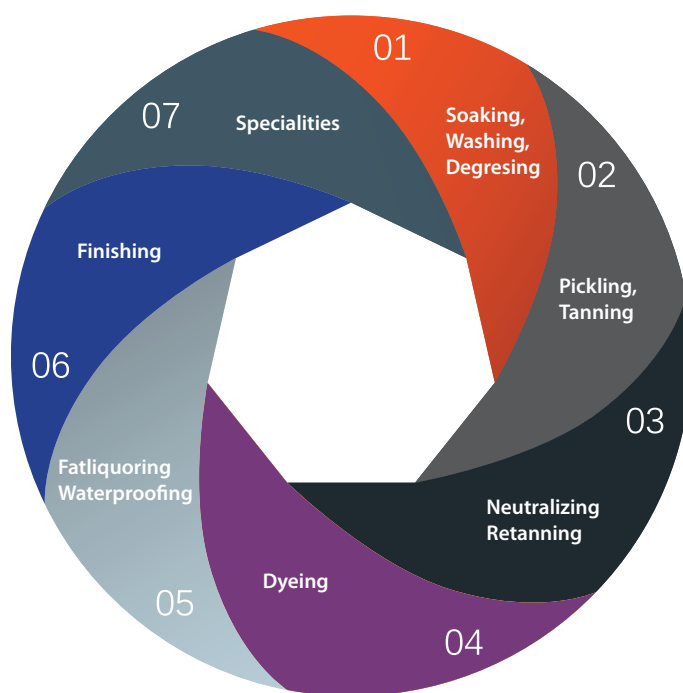 01
Soaking,
Washing,
Degresing
02
Pickling,
Tanning
03
Neutralizing
Retanning
04
Dyeing
05
Fatliquoring
Waterproofing
06
Finishing
07
Specialities